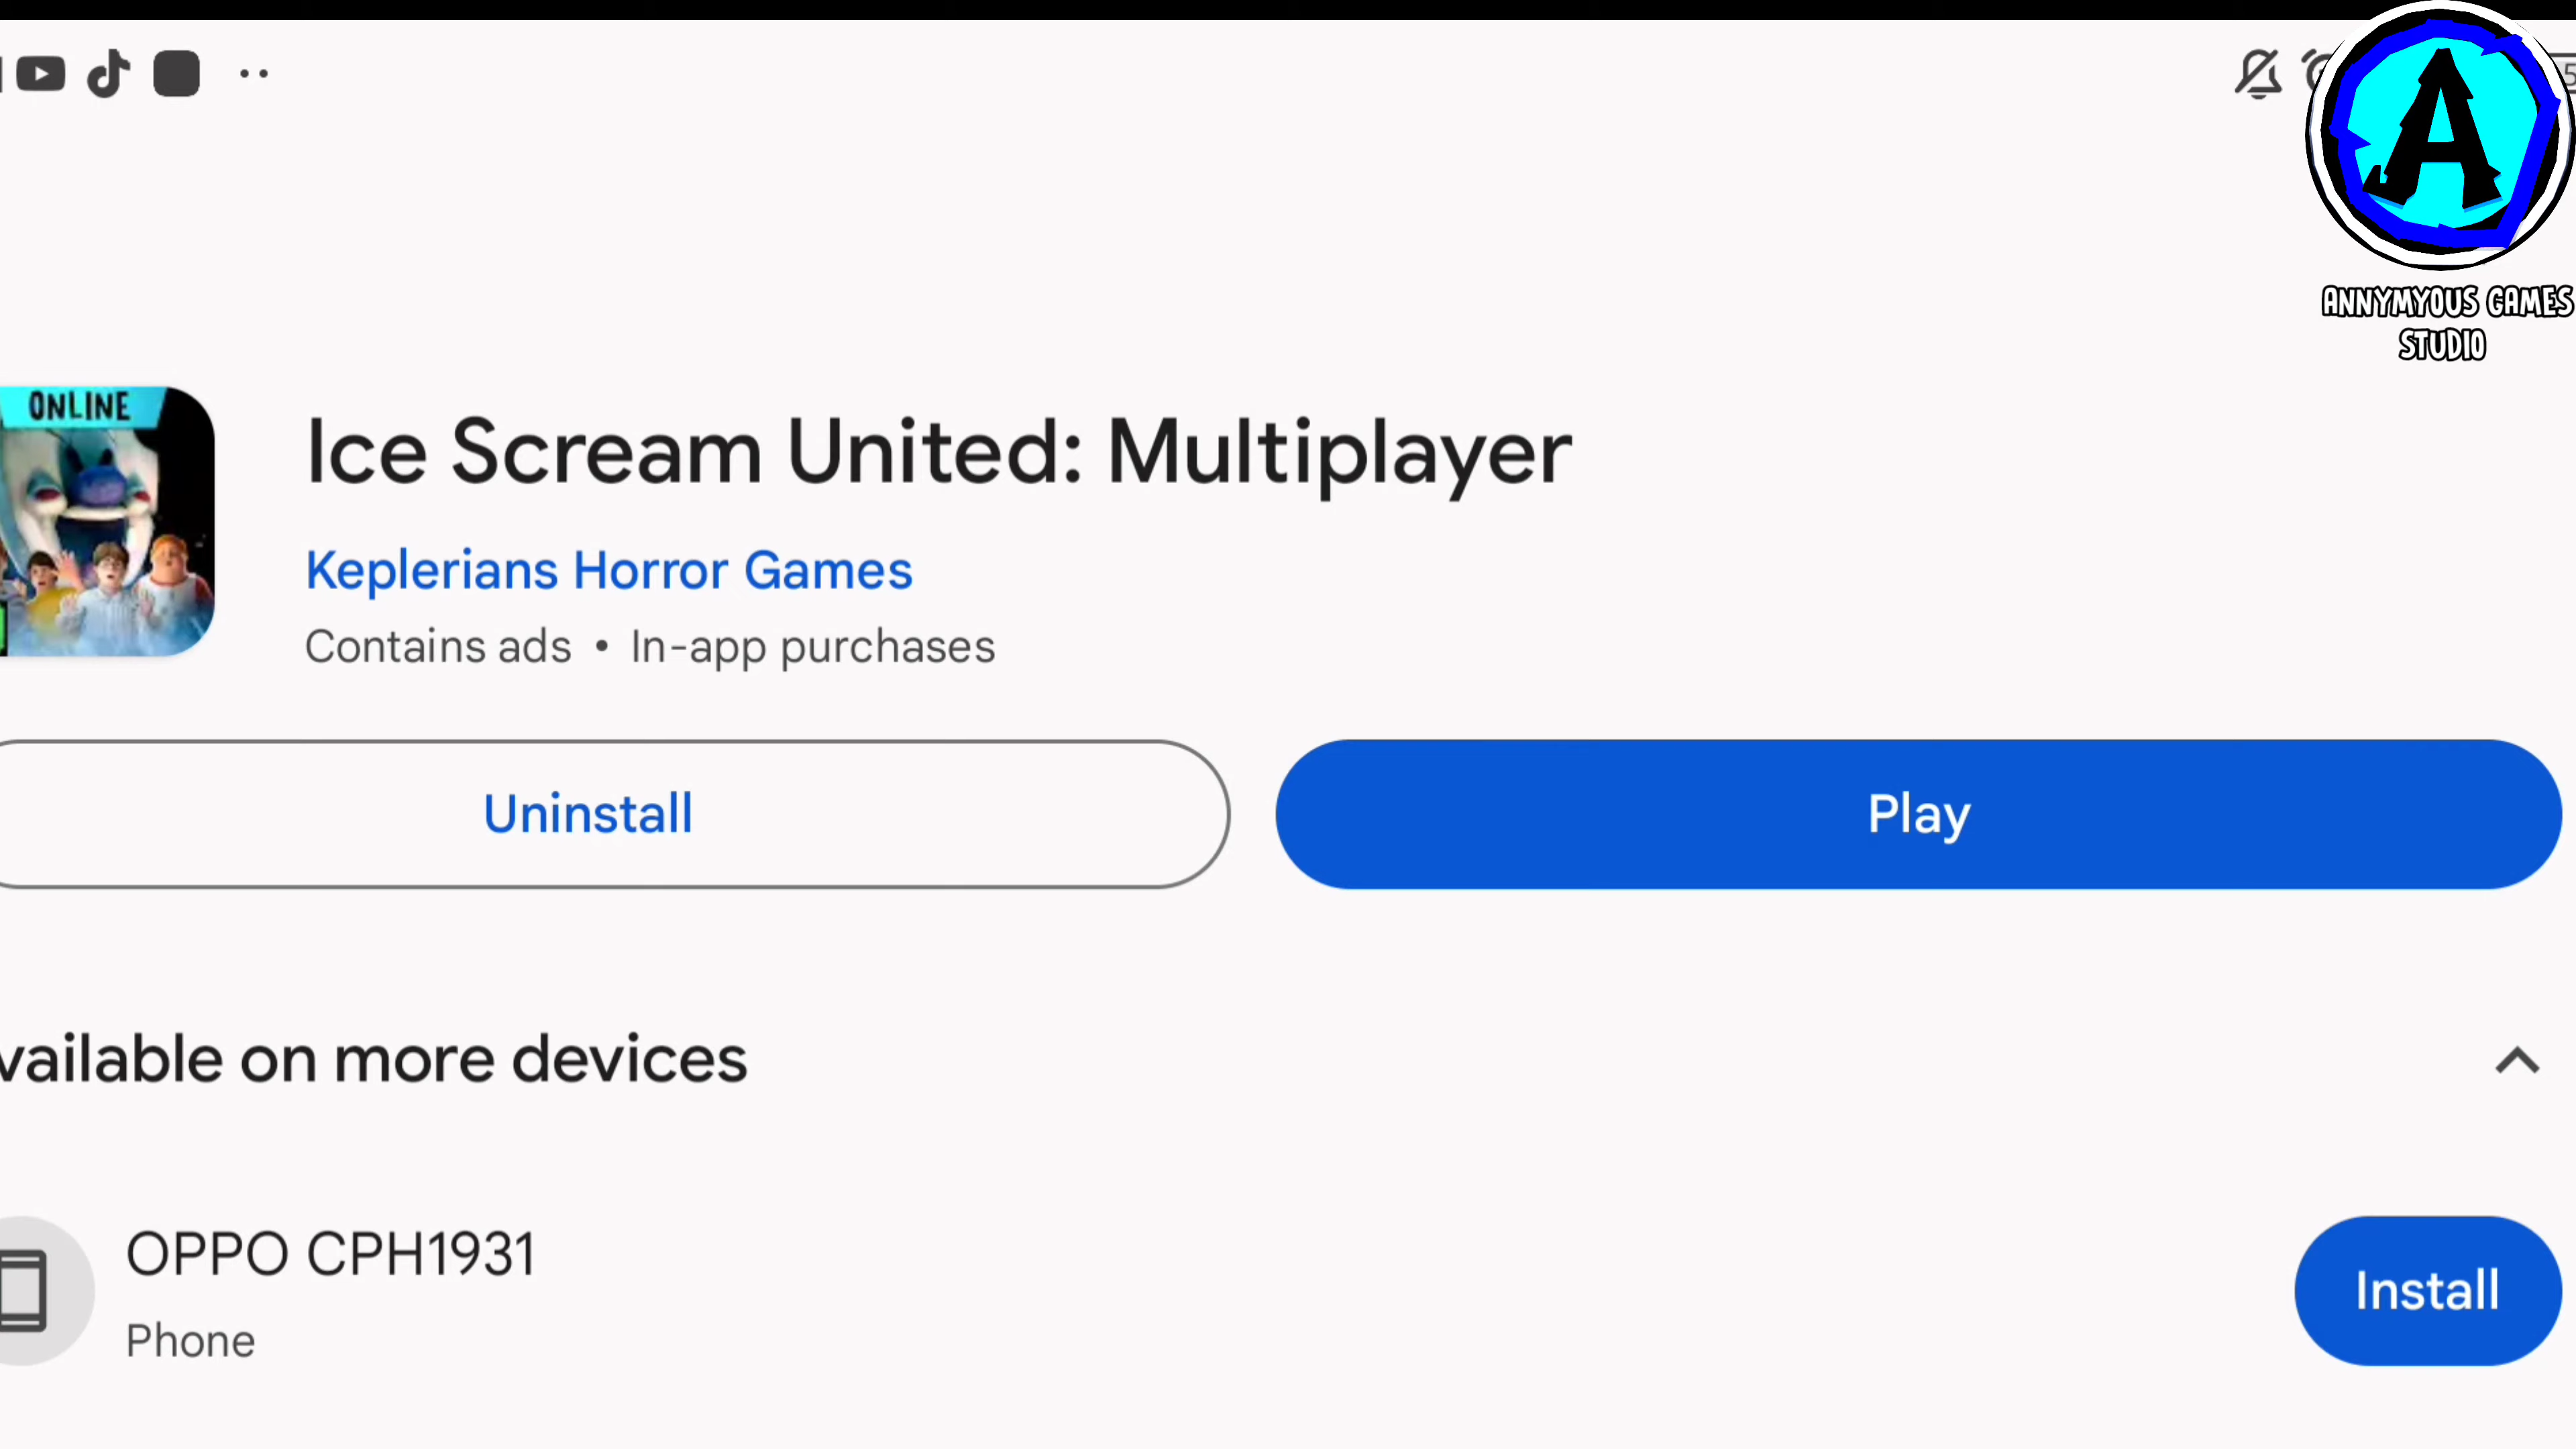 A
ANNYMYOUS GAMES
STUDIO
ONLINE
Ice Scream United: Multiplayer
Keplerians Horror Games
Contains ads • In-app purchases
Uninstall
Play
vailable on more devices
OPPO CPH1931
Install
Phone